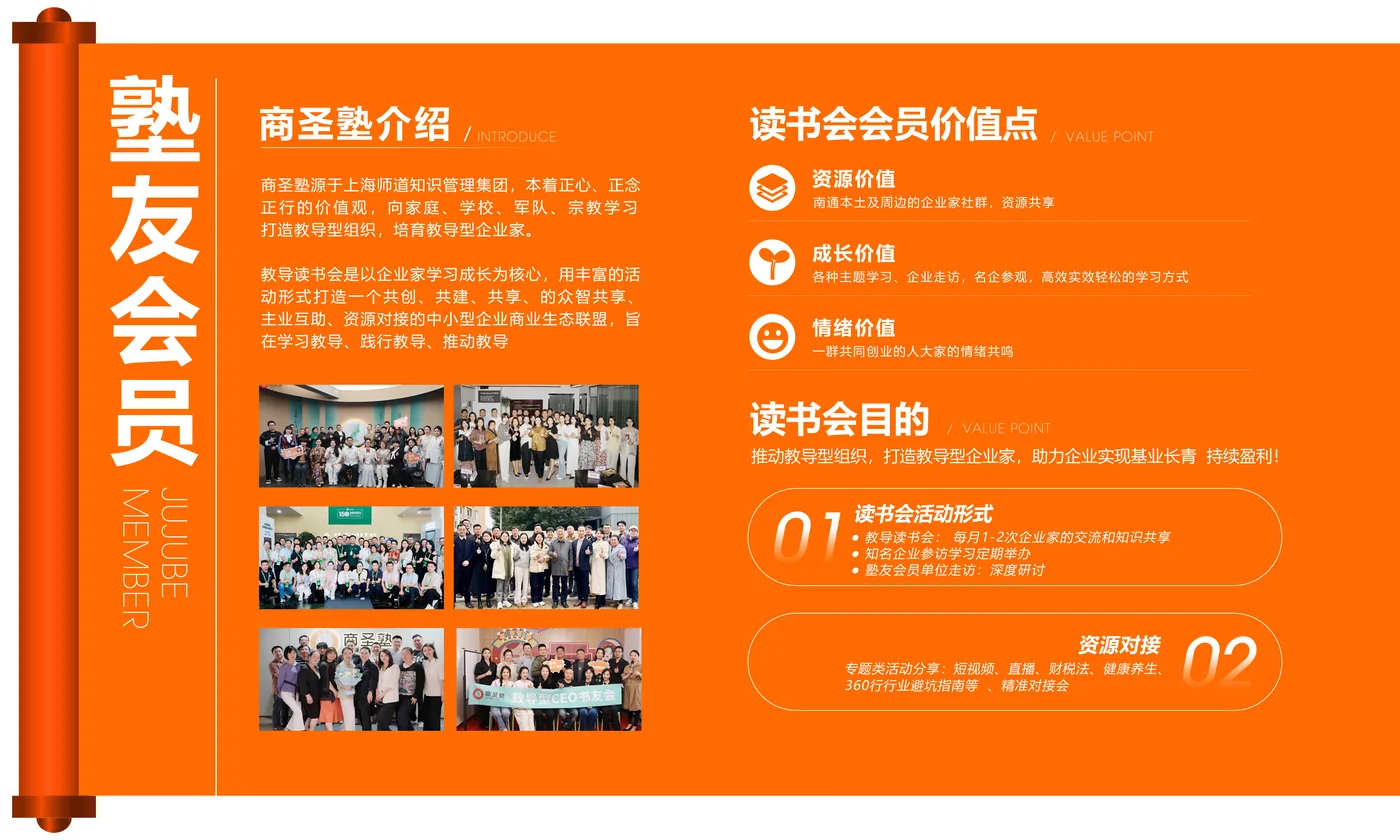 塾友会员
JUJUBE
MEMBER
商圣塾介绍 / INTRODUCE
商圣塾源于上海师道知识管理集团，本着正心、正念
正行的价值观，向家庭、学校、军队、宗教学习
打造教导型组织，培育教导型企业家。
教导读书会是以企业家学习成长为核心，用丰富的活
动形式打造一个共创、共建、共享、的众智共享、
主业互助、资源对接的中小型企业商业生态联盟，旨
在学习教导、践行教导、推动教导
商圣塾
教导型CEO书友会
读书会会员价值点 / VALUE POINT
资源价值
南通本土及周边的企业家社群，资源共享
成长价值
各种主题学习、企业走访，名企参观，高效实效轻松的学习方式
情绪价值
一群共同创业的人大家的情绪共鸣
读书会目的 / VALUE POINT
推动教导型组织，打造教导型企业家，助力企业实现基业长青 持续盈利！
01
读书会活动形式
● 教导读书会： 每月1-2次企业家的交流和知识共享
● 知名企业参访学习定期举办
● 塾友会员单位走访：深度研讨
资源对接
02
专题类活动分享：短视频、直播、财税法、健康养生、
360行行业避坑指南等 、精准对接会